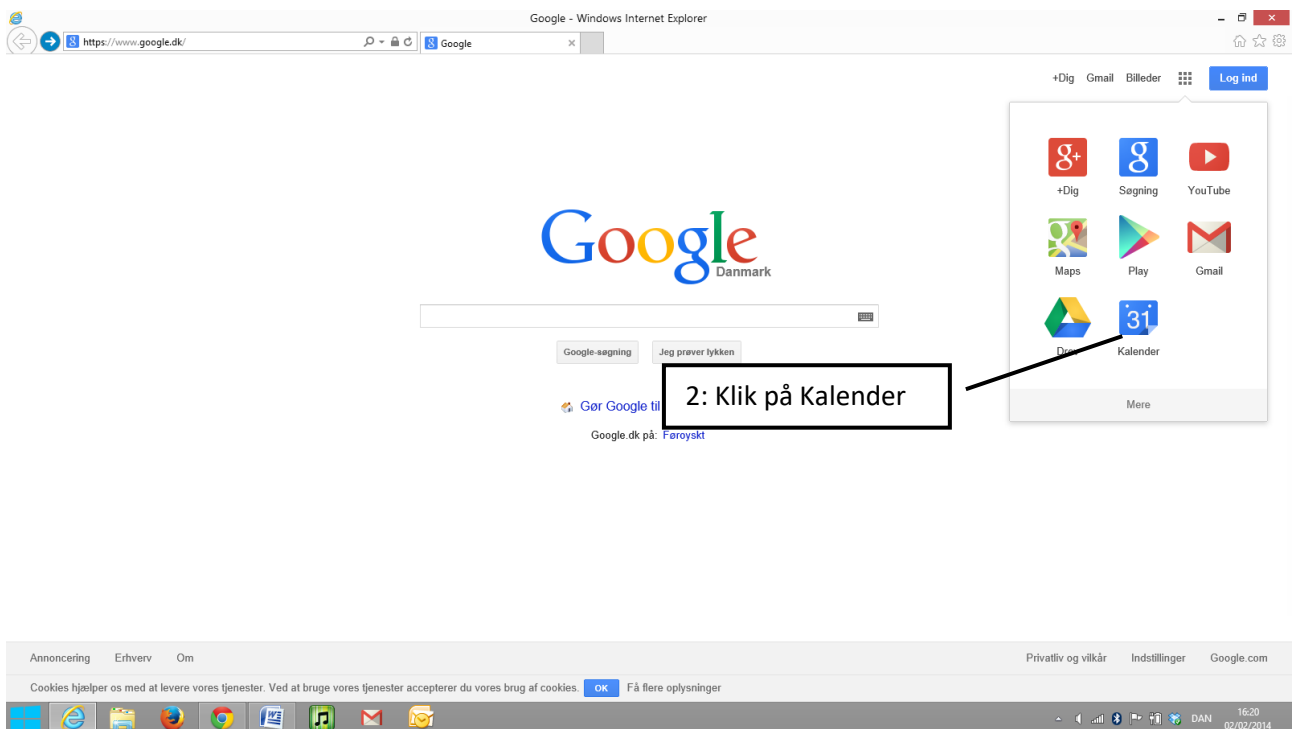 Google - Windows Internet Explorer
https://www.google.dk/
Google
+Dig Gmail Billeder Log ind
g+ g
+Dig Søgning YouTube
Maps Play Gmail
31
Drev Kalender
Mere
Google
Danmark
Google-søgning Jeg prøver lykken
2: Klik på Kalender
Gør Google til
Google.dk på: Føroyskt
Annoncering Erhverv Om Privatliv og vilkår Indstillinger Google.com
Cookies hjælper os med at levere vores tjenester. Ved at bruge vores tjenester accepterer du vores brug af cookies. OK Få flere oplysninger
DAN 16:20
02/02/2014